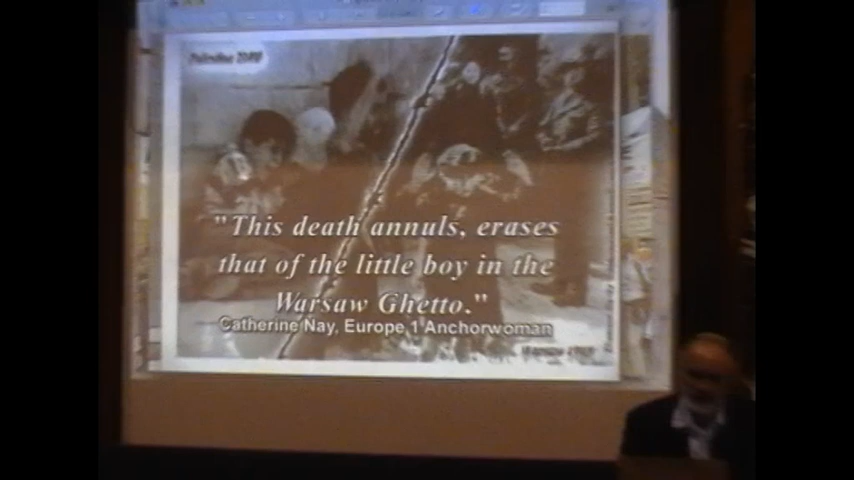 Palestine 2000
"This death annuls, erases
that of the little boy in the
Warsaw Ghetto."
Catherine Nay, Europe 1 Anchorwoman